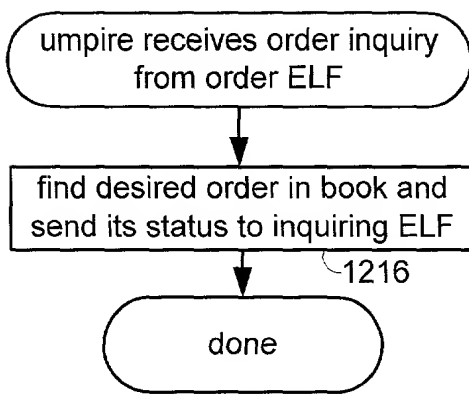 umpire receives order inquiry
from order ELF
find desired order in book and
send its status to inquiring ELF
1216
done